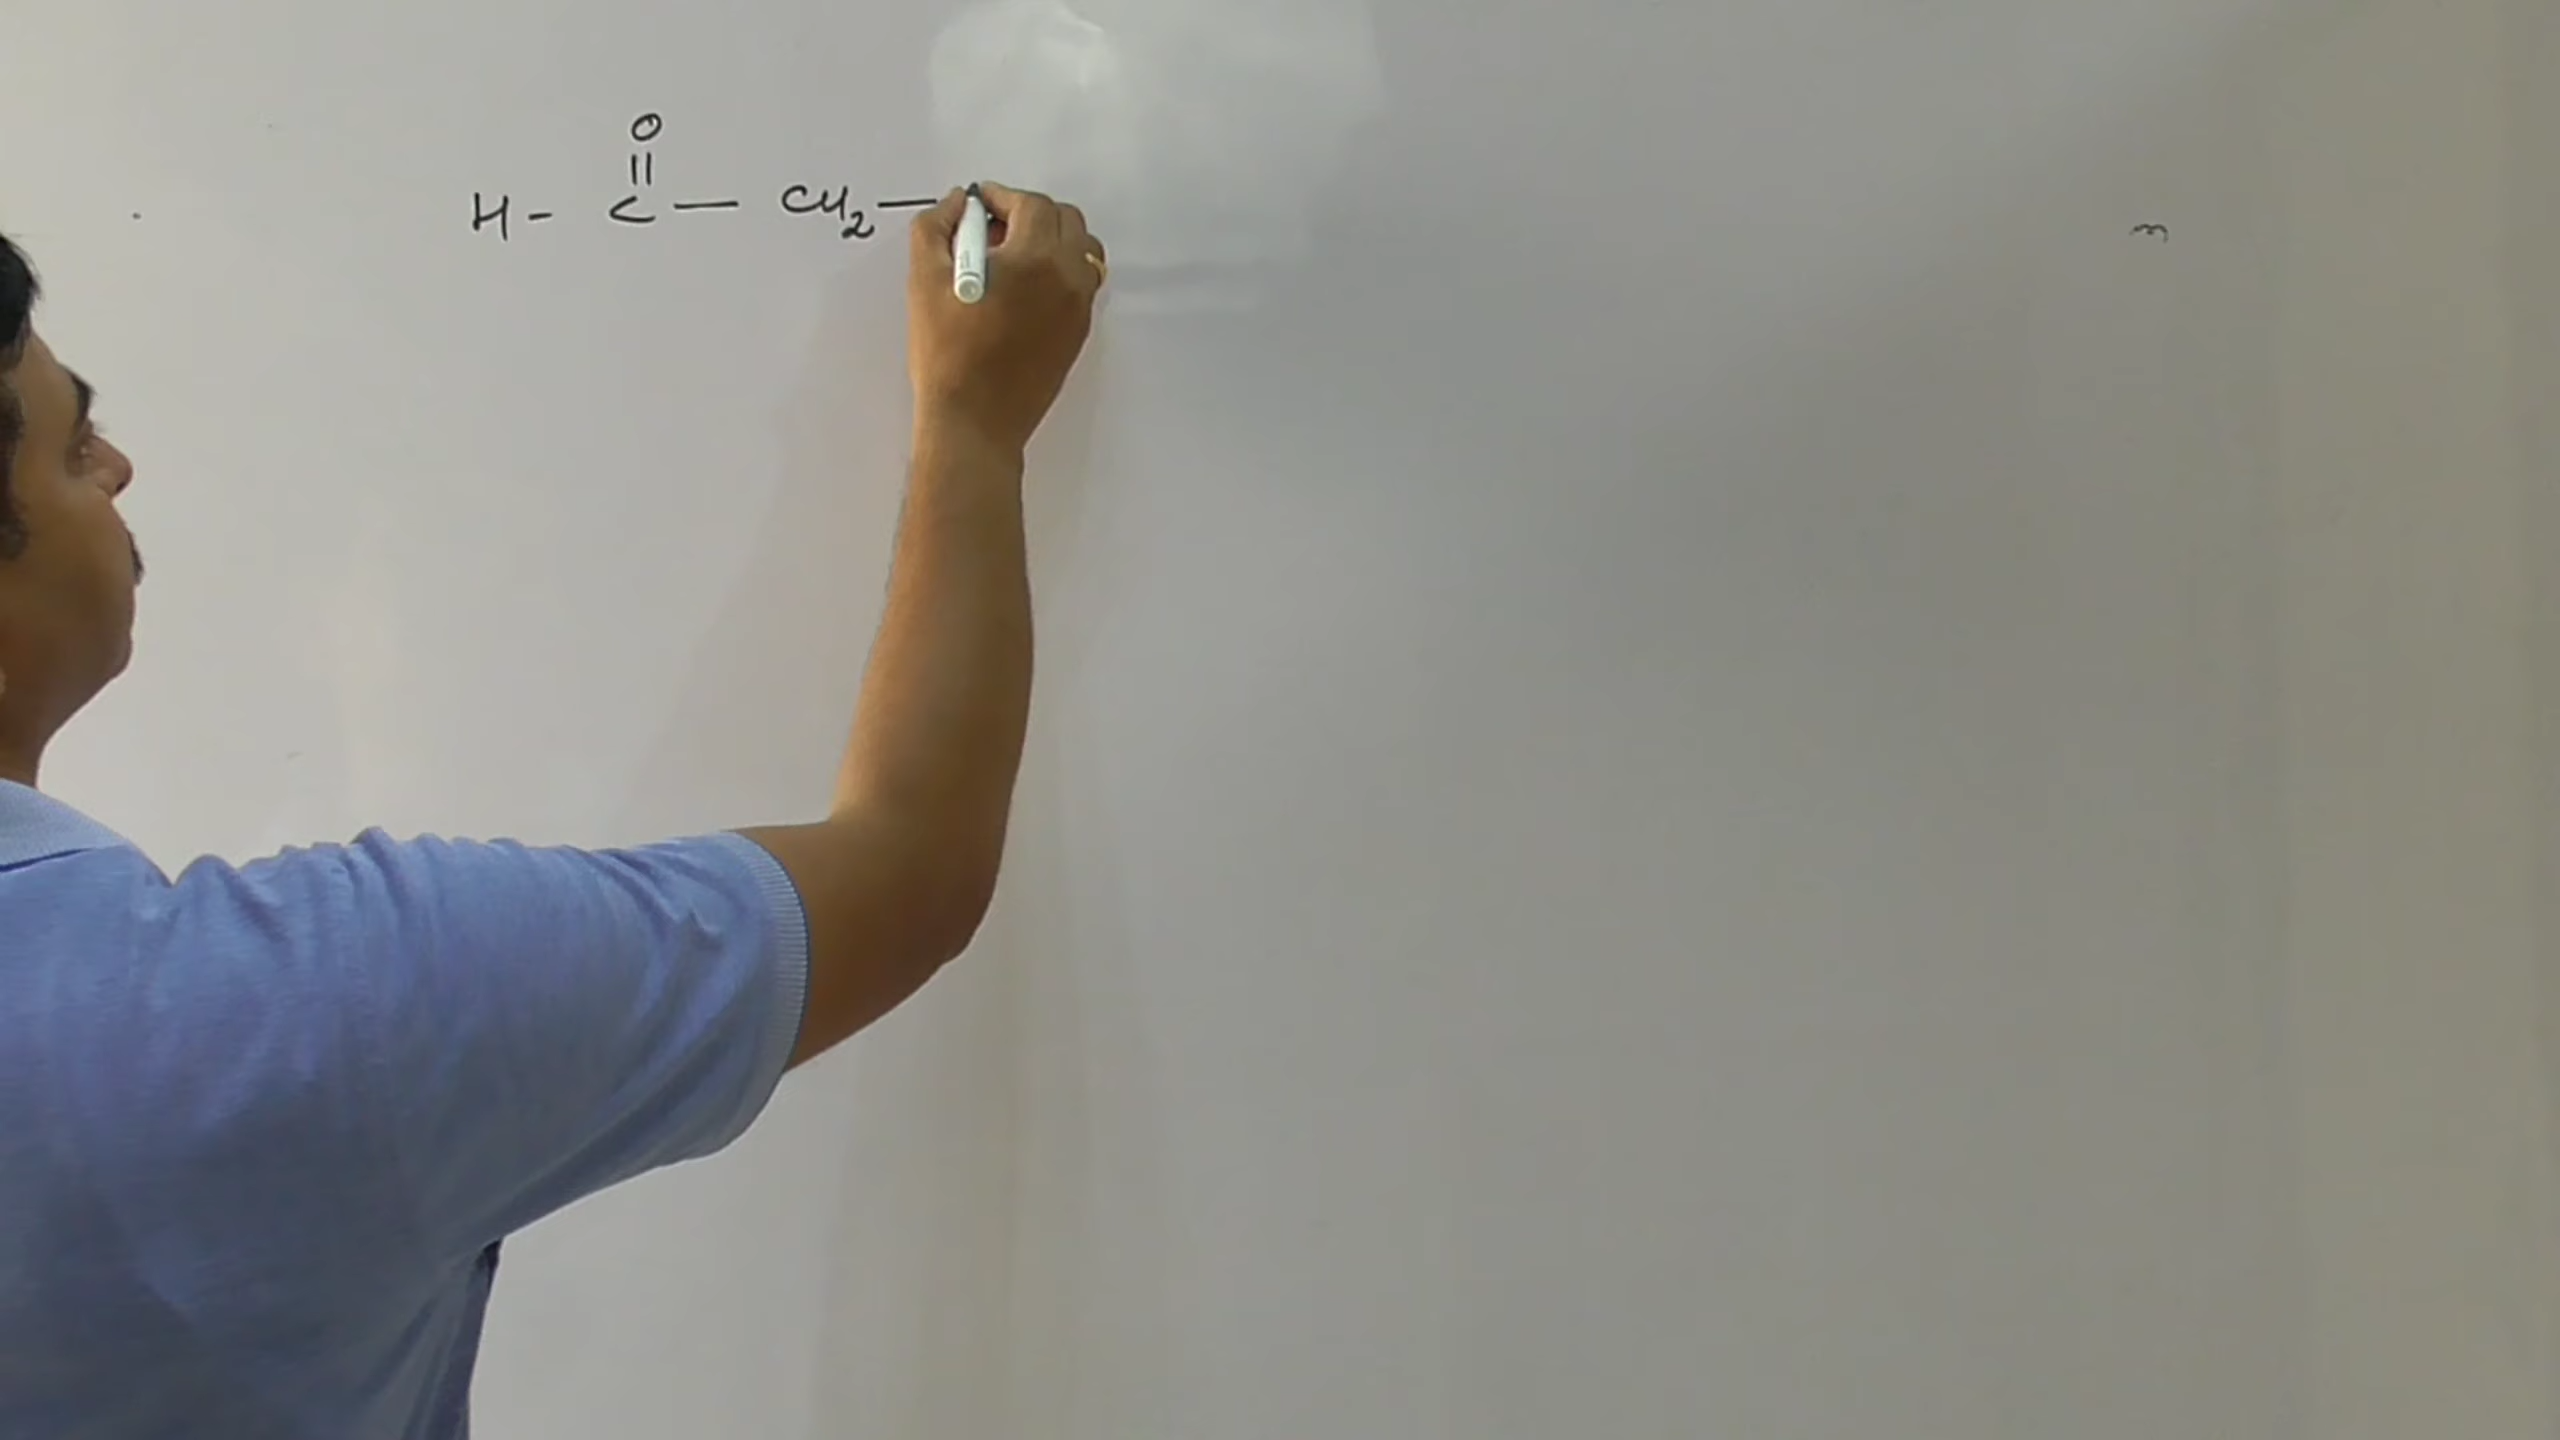 O
||
H - C — CH₂ —